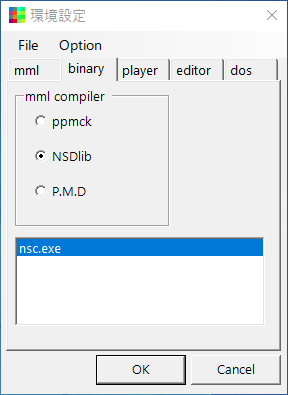 環境設定
File Option
mml binary player editor dos
mml compiler
ppmck
NSDlib
P.M.D
nsc.exe
OK Cancel